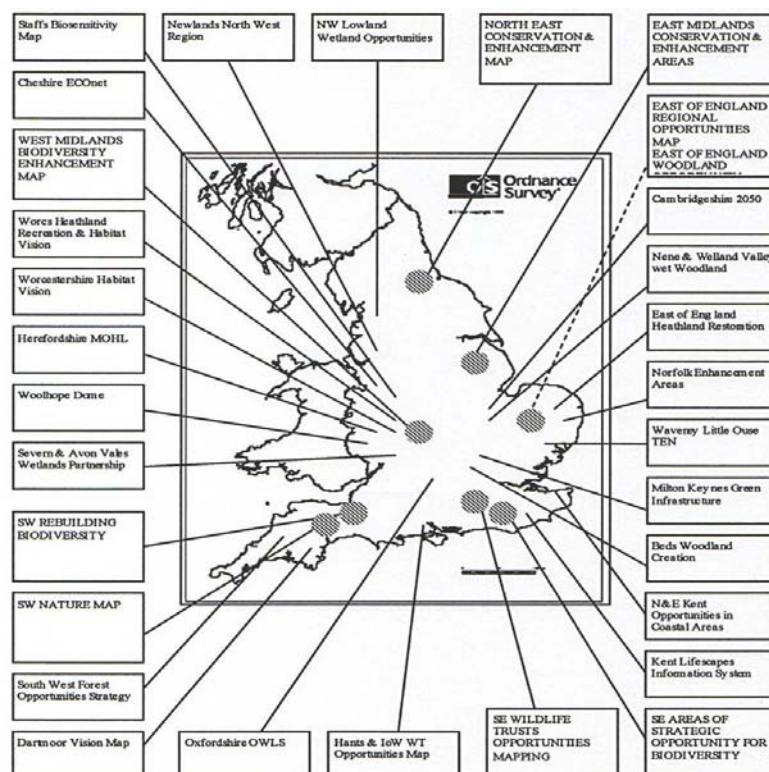 Staffs Biosensitivity
Map
Newlands North West
Region
NW Lowland
Wetland Opportunities
NORTH EAST
CONSERVATION &
ENHANCEMENT
MAP
EAST MIDLANDS
CONSERVATION &
ENHANCEMENT
AREAS
Cheshire ECOnet
WEST MIDLANDS
BIODIVERSITY
ENHANCEMENT
MAP
Worcs Heathland
Recreation & Habitat
Vision
Worcestershire Habitat
Vision
Herefordshire MOHL
Woolhope Dome
Severn & Avon Vales
Wetlands Partnership
SW REBUILDING
BIODIVERSITY
SW NATURE MAP
South West Forest
Opportunities Strategy
Dartmoor Vision Map
OS Ordnance
Survey
EAST OF ENGLAND
REGIONAL
OPPORTUNITIES
MAP
EAST OF ENGLAND
WOODLAND
Cambridgeshire 2050
Nene & Welland Valley
wet Woodland
East of England
Heathland Restoration
Norfolk Enhancement
Areas
Waveney Little Ouse
TEN
Milton Keynes Green
Infrastructure
Beds Woodland
Creation
N&E Kent
Opportunities in
Coastal Areas
Kent Lifescapes
Information System
Oxfordshire OWLS
Hants & IoW WT
Opportunities Map
SE WILDLIFE
TRUSTS
OPPORTUNITIES
MAPPING
SE AREAS OF
STRATEGIC
OPPORTUNITY FOR
BIODIVERSITY